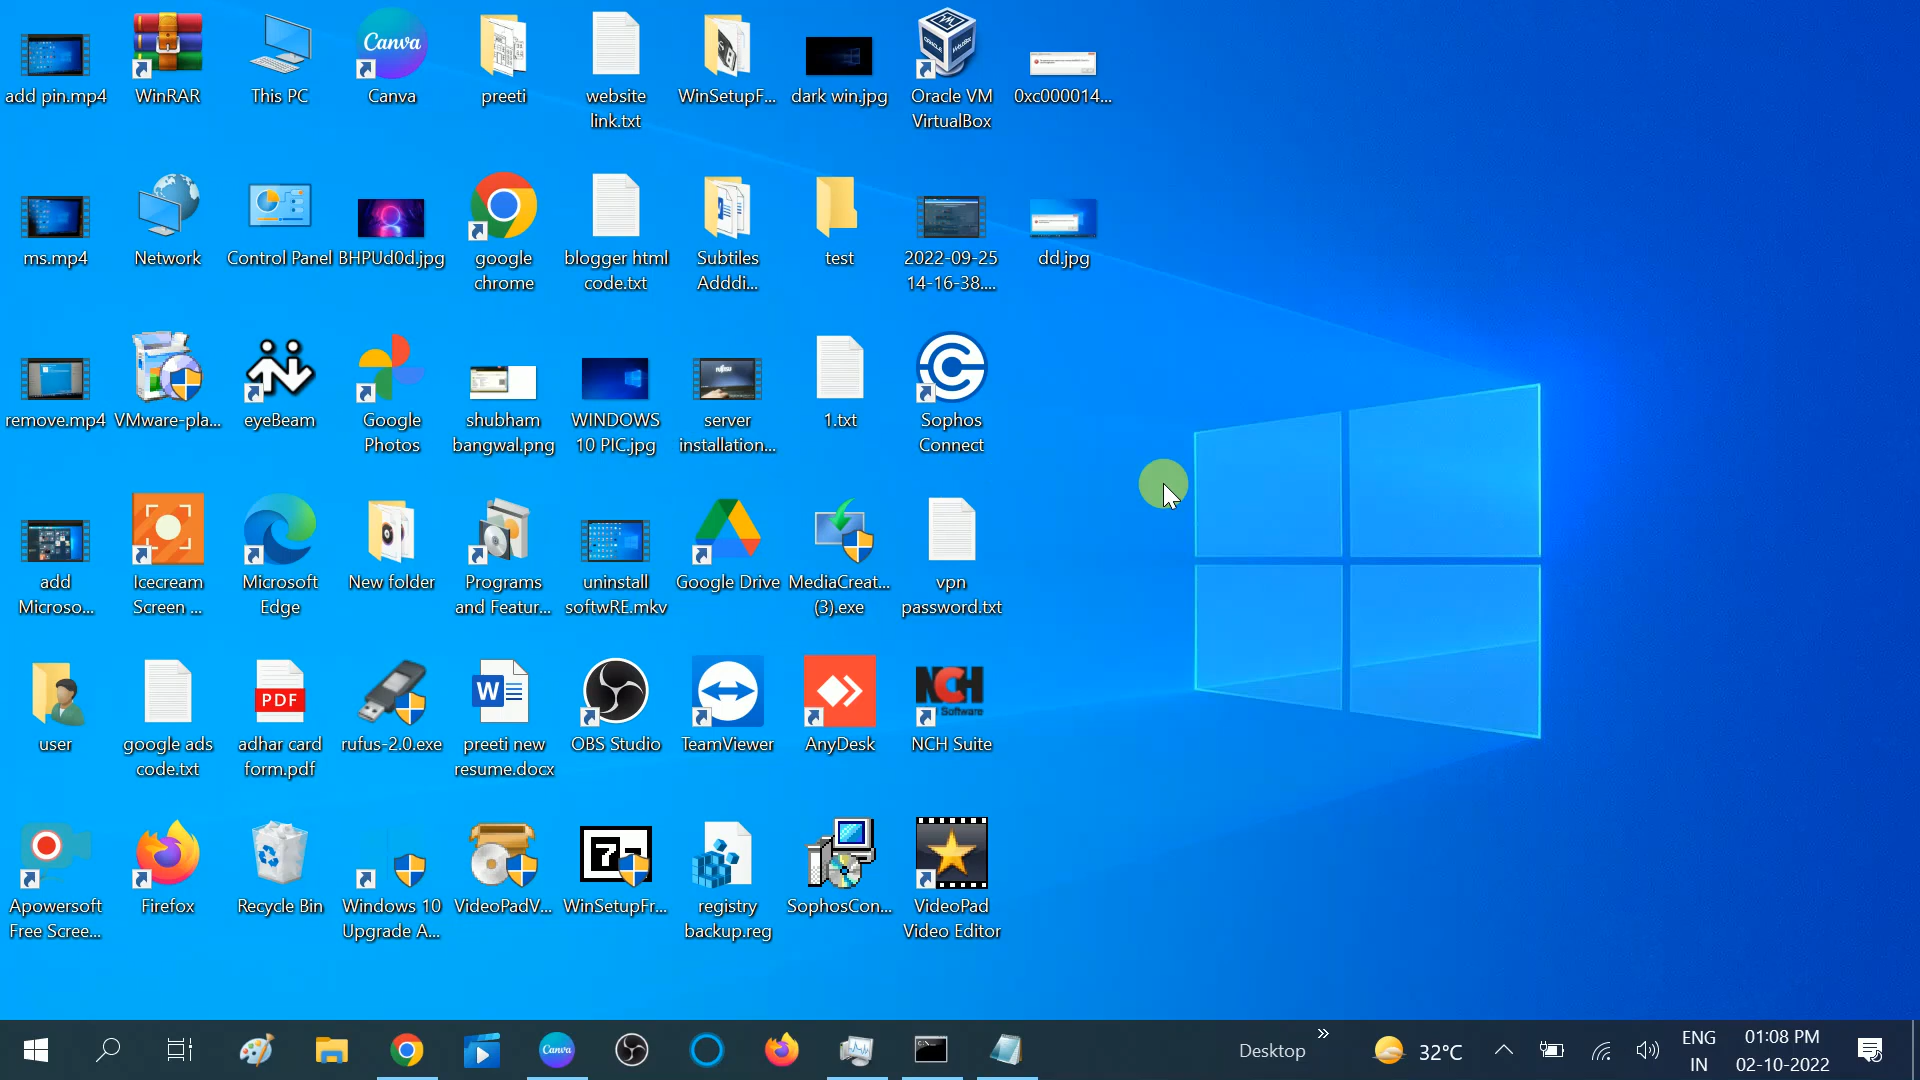 add pin.mp4
WinRAR
This PC
Canva
Canva
preeti
website
link.txt
WinSetupF...
dark win.jpg
Oracle VM
VirtualBox
0xc000014...
ms.mp4
Network
Control Panel
BHPUd0d.jpg
google
chrome
blogger html
code.txt
Subtiles
Adddi...
test
2022-09-25
14-16-38....
dd.jpg
remove.mp4
VMware-pla...
eyeBeam
Google
Photos
shubham
bangwal.png
WINDOWS
10 PIC.jpg
FUJITSU
server
installation...
1.txt
Sophos
Connect
add
Microso...
Icecream
Screen ...
Microsoft
Edge
New folder
Programs
and Featur...
uninstall
softwRE.mkv
Google Drive
MediaCreat...
(3).exe
vpn
password.txt
user
google ads
code.txt
PDF
adhar card
form.pdf
rufus-2.0.exe
W
preeti new
resume.docx
OBS Studio
TeamViewer
AnyDesk
NCH
Software
NCH Suite
Apowersoft
Free Scree...
Firefox
Recycle Bin
Windows 10
Upgrade A...
VideoPadV...
WinSetupFr...
registry
backup.reg
SophosCon...
VideoPad
Video Editor
Canva
Desktop
32°C
ENG
IN
01:08 PM
02-10-2022